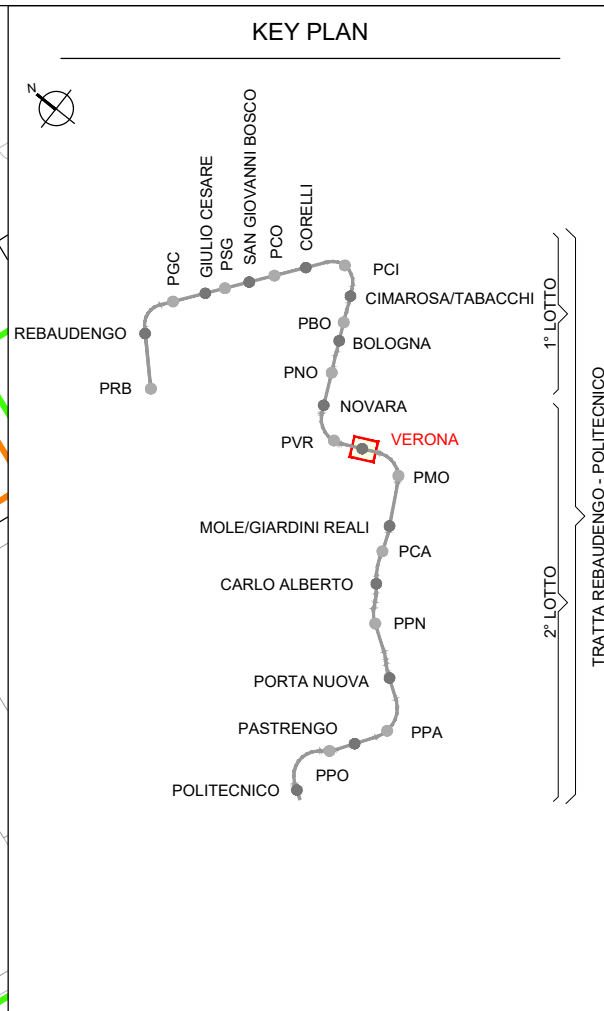 KEY PLAN
N
PGC
GIULIO CESARE
PSG
SAN GIOVANNI BOSCO
PCO
CORELLI
PCI
CIMAROSA/TABACCHI
REBAUDENGO
PBO
BOLOGNA
PNO
PRB
NOVARA
PVR
VERONA
PMO
MOLE/GIARDINI REALI
PCA
CARLO ALBERTO
PPN
PORTA NUOVA
PASTRENGO
PPA
PPO
POLITECNICO
1° LOTTO
2° LOTTO
TRATTA REBAUDENGO - POLITECNICO